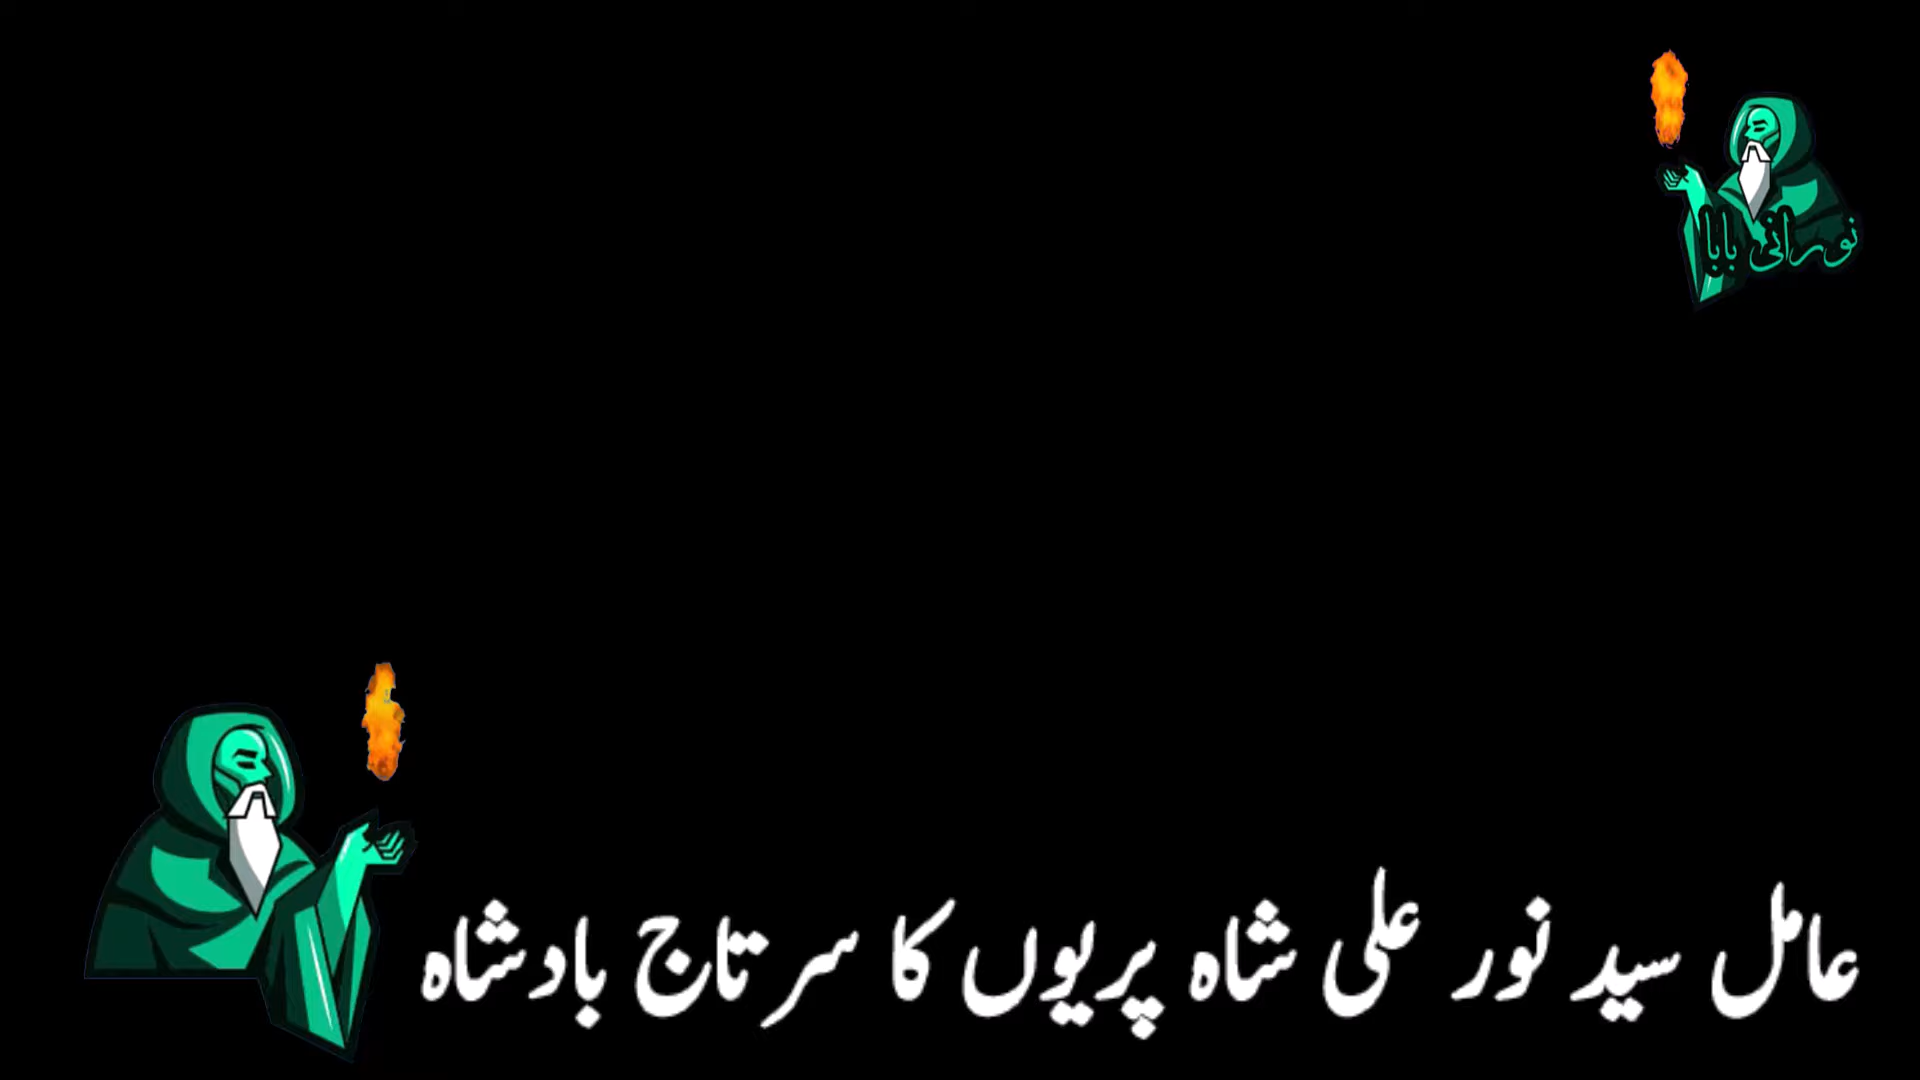 نورانی بابا
عامل سید نور علی شاہ پریوں کا سرتاج بادشاہ